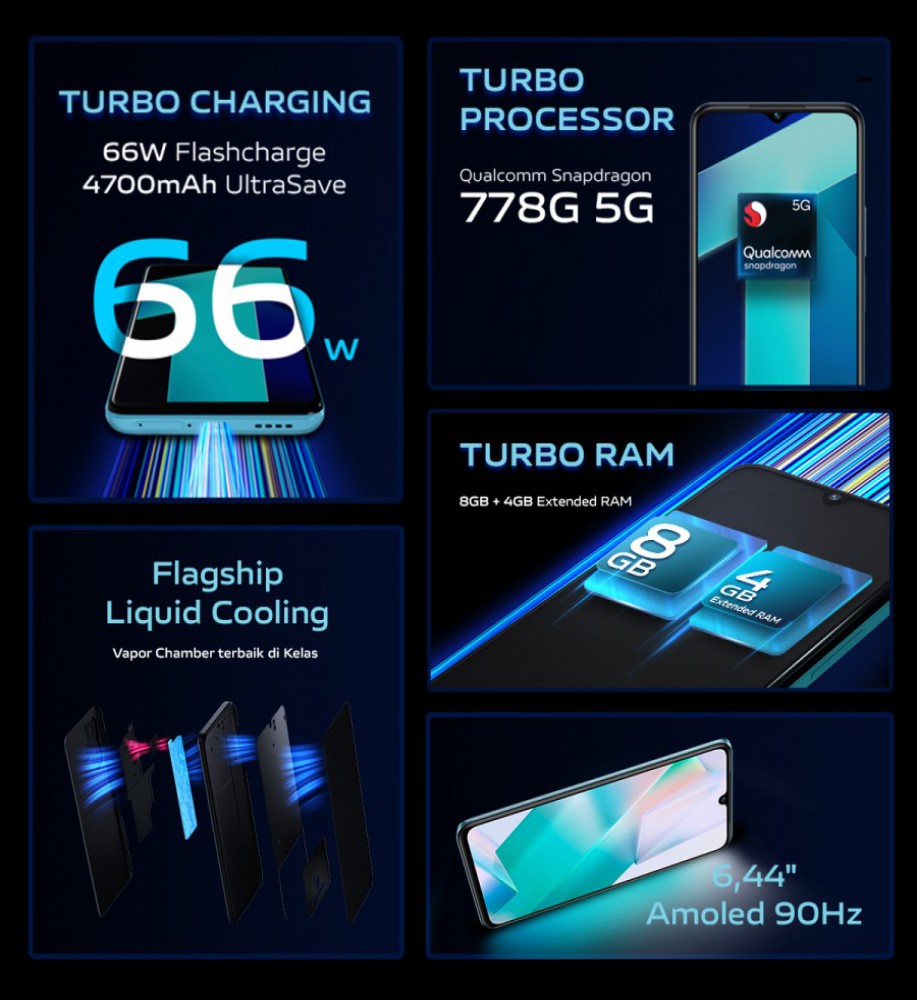 TURBO CHARGING
66W Flashcharge
4700mAh UltraSave
66 W
TURBO
PROCESSOR
Qualcomm Snapdragon
778G 5G
5G
Qualcomm
snapdragon
TURBO RAM
8GB + 4GB Extended RAM
8
GB
4
GB
Extended RAM
Flagship
Liquid Cooling
Vapor Chamber terbaik di Kelas
6,44"
Amoled 90Hz